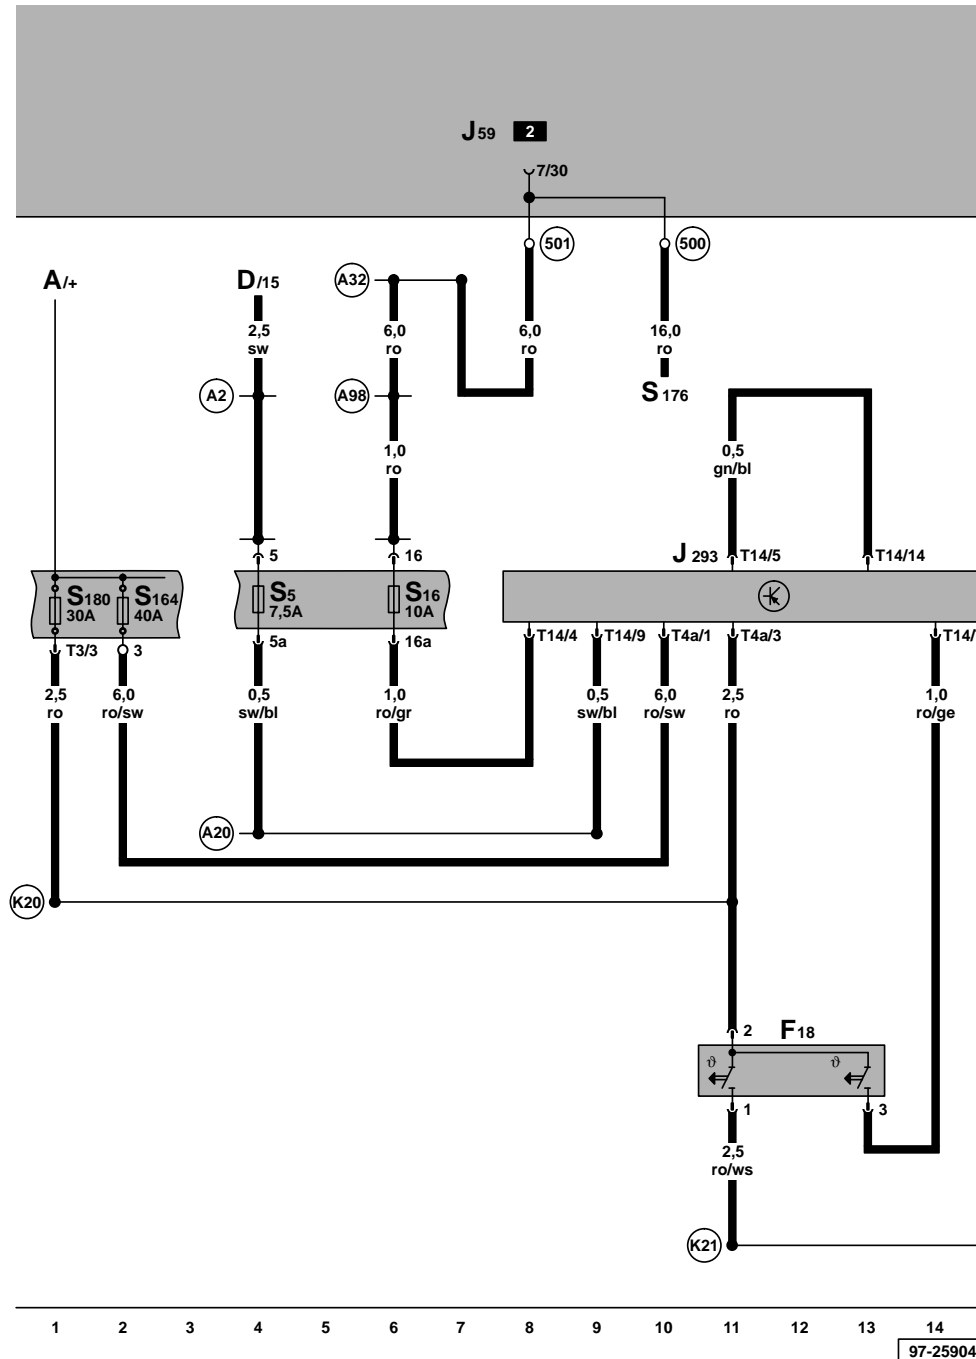 J59 2
7/30
501 500
A/+ D/15 A32
2,5 6,0 6,0 16,0
sw ro ro ro
A2 A98 S176
1,0 0,5
ro gn/bl
5 16 J293 T14/5 T14/14
S180 S164 S5 S16
30A 40A 7,5A 10A
T3/3 3 5a 16a T14/4 T14/9 T4a/1 T4a/3
2,5 6,0 0,5 1,0 0,5 6,0 2,5 1,0
ro ro/sw sw/bl ro/gr sw/bl ro/sw ro ro/ge
A20
K20
2 F18
ϑ ϑ
1 3
2,5
ro/ws
K21
1 2 3 4 5 6 7 8 9 10 11 12 13 14
97-25904